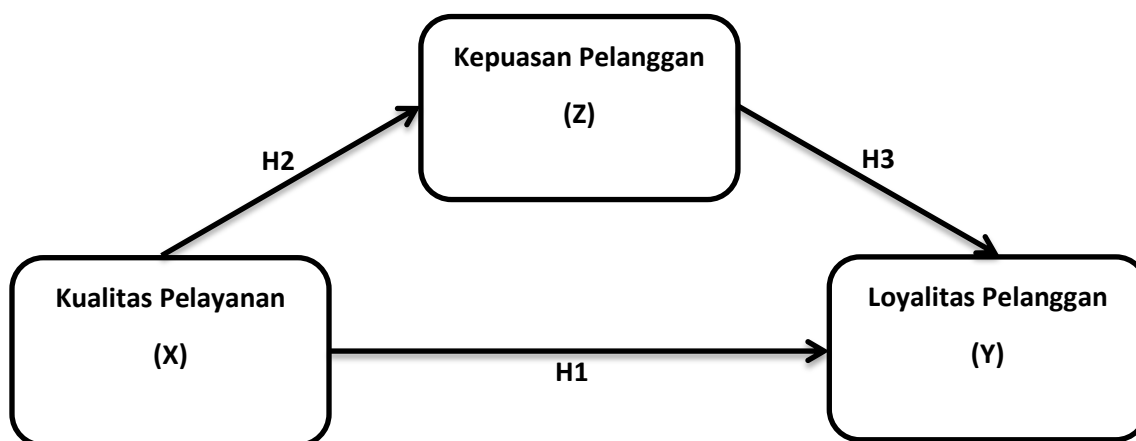 Kepuasan Pelanggan
(Z)
H2
H3
Kualitas Pelayanan
(X)
Loyalitas Pelanggan
(Y)
H1